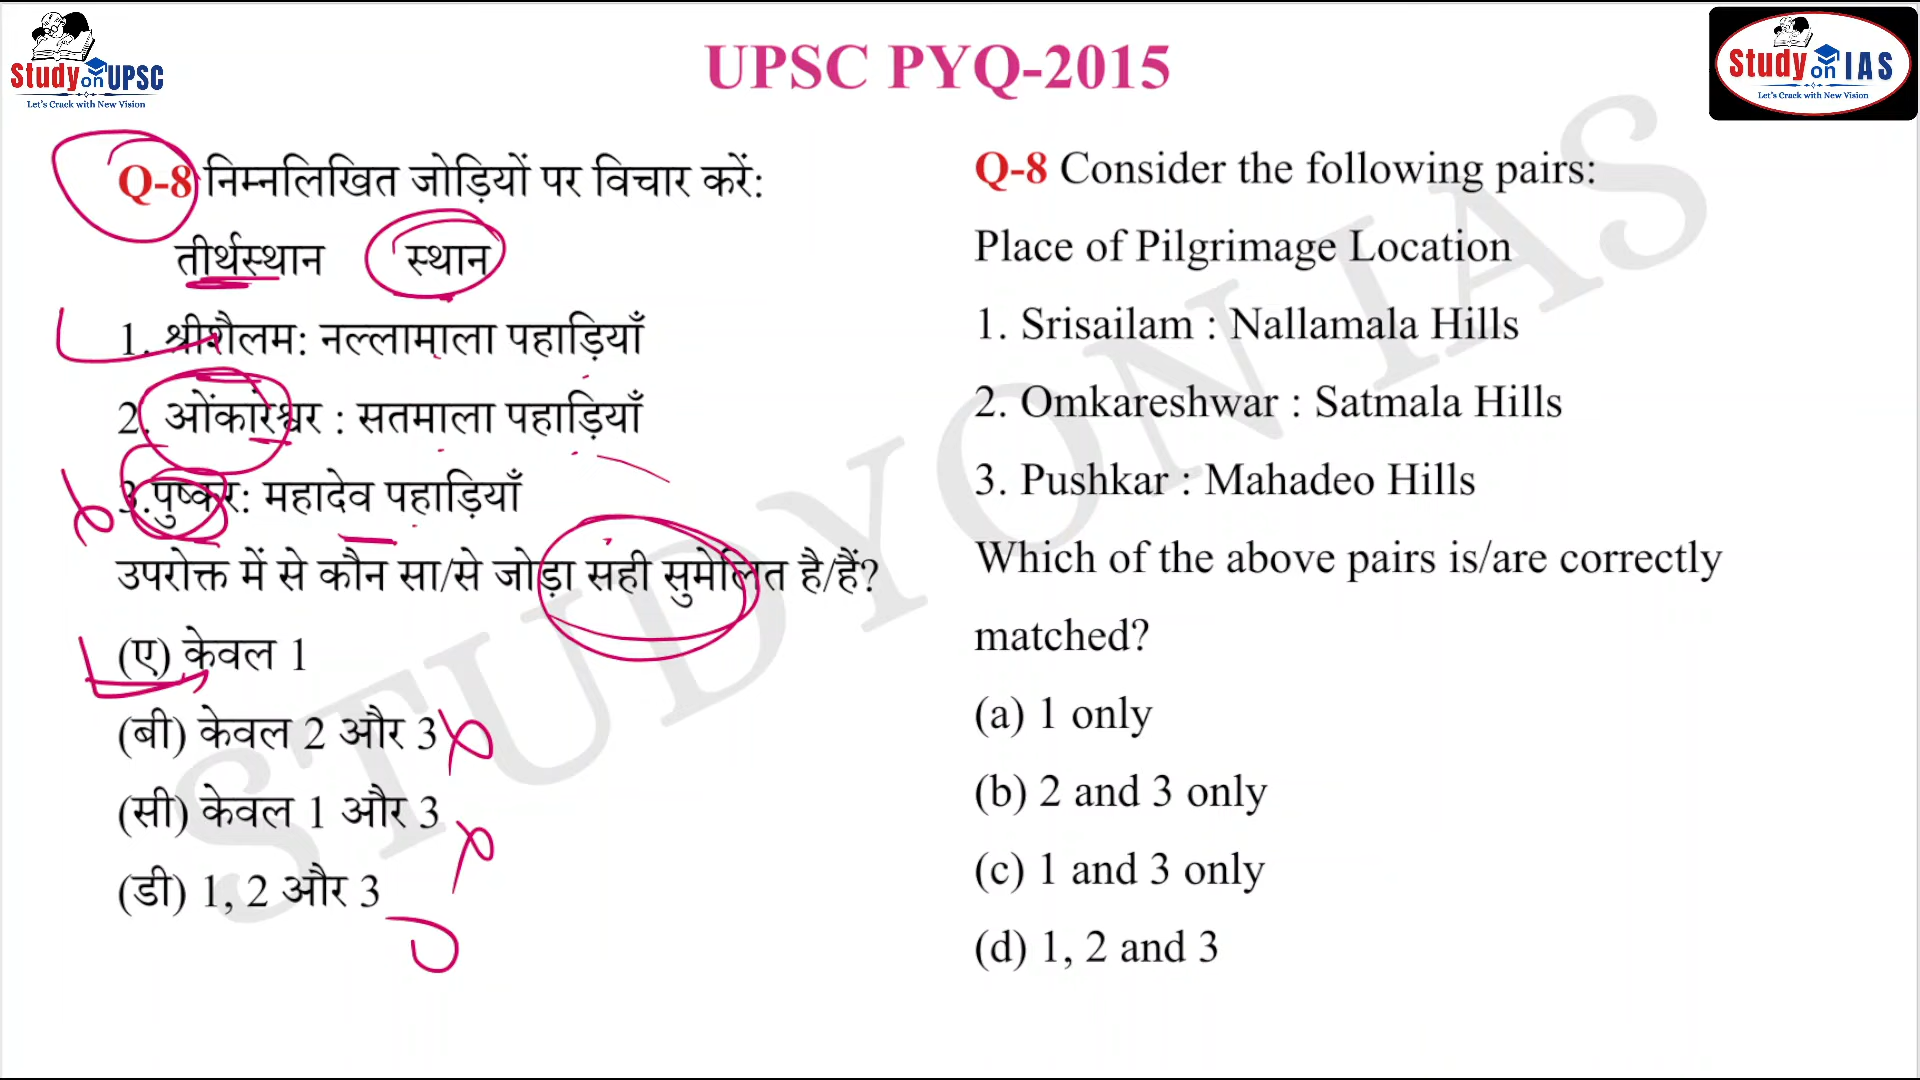 Study on UPSC
Let's Crack with New Vision
UPSC PYQ-2015
Study on IAS
Let's Crack with New Vision
Q-8 निम्नलिखित जोड़ियों पर विचार करें:
तीर्थस्थान स्थान
1. श्रीशैलम: नल्लामाला पहाड़ियाँ
2. ओंकारेश्वर : सतमाला पहाड़ियाँ
3.पुष्कर: महादेव पहाड़ियाँ
उपरोक्त में से कौन सा/से जोड़ा सही सुमेलित है/हैं?
(ए) केवल 1
(बी) केवल 2 और 3
(सी) केवल 1 और 3
(डी) 1, 2 और 3
Q-8 Consider the following pairs:
Place of Pilgrimage Location
1. Srisailam : Nallamala Hills
2. Omkareshwar : Satmala Hills
3. Pushkar : Mahadeo Hills
Which of the above pairs is/are correctly
matched?
(a) 1 only
(b) 2 and 3 only
(c) 1 and 3 only
(d) 1, 2 and 3
STUDY ON IAS